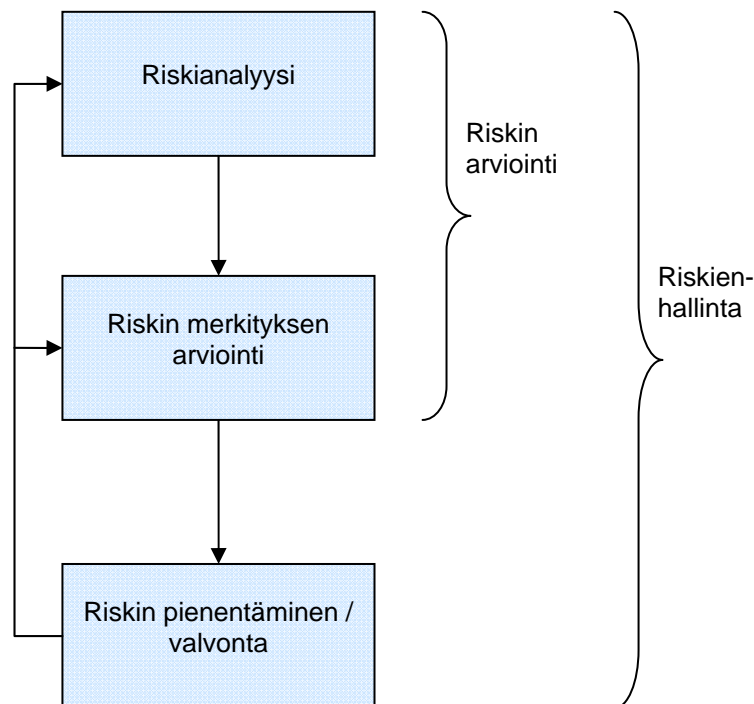 Riskianalyysi
Riskin
arviointi
Riskien-
hallinta
Riskin merkityksen
arviointi
Riskin pienentäminen /
valvonta